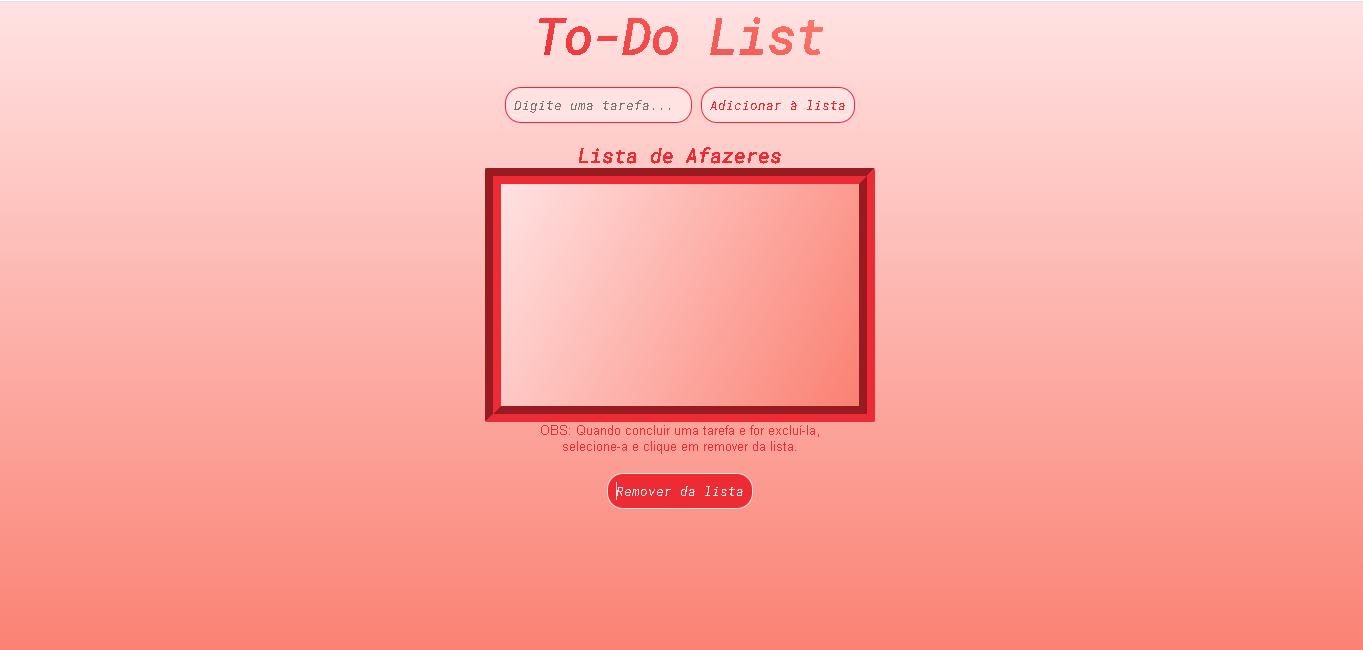 To-Do List
Digite uma tarefa... Adicionar à lista
Lista de Afazeres
OBS: Quando concluir uma tarefa e for excluí-la,
selecione-a e clique em remover da lista.
Remover da lista